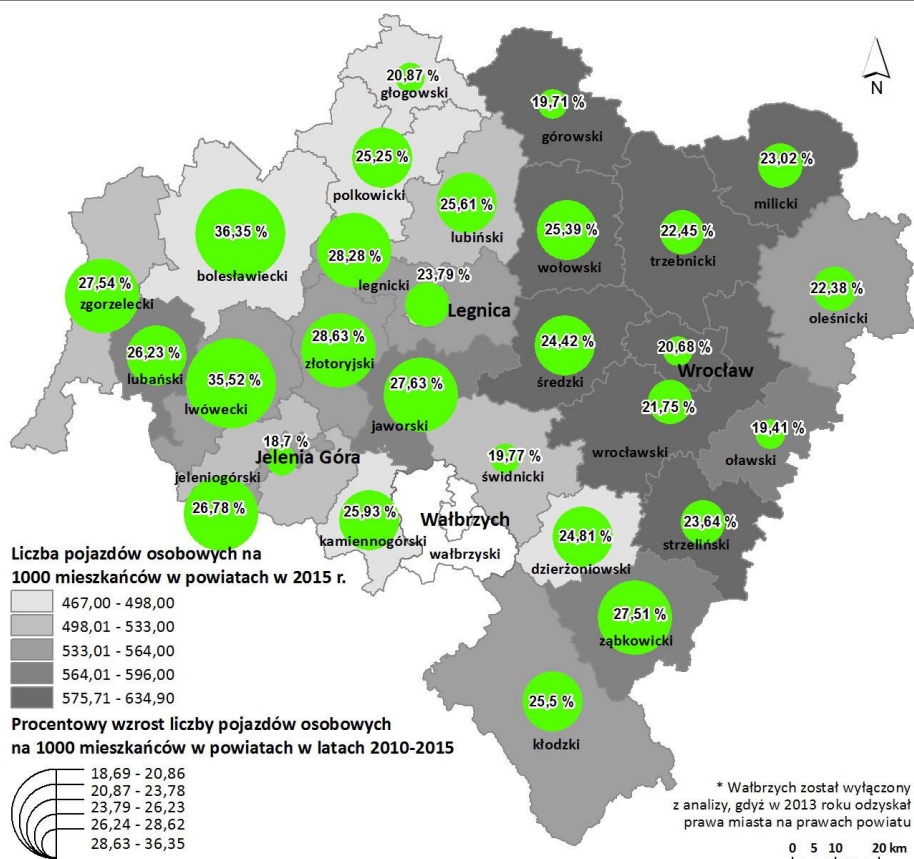 N
20,87 %
głogowski
19,71 %
górowski
25,25 %
polkowicki
23,02 %
milicki
25,61 %
lubiński
36,35 %
bolesławiecki
25,39 %
wołowski
22,45 %
trzebnicki
28,28 %
legnicki
23,79 %
Legnica
27,54 %
zgorzelecki
22,38 %
oleśnicki
28,63 %
złotoryjski
26,23 %
lubański
24,42 %
średzki
20,68 %
Wrocław
35,52 %
lwówecki
27,63 %
jaworski
21,75 %
wrocławski
19,41 %
oławski
18,7 %
Jelenia Góra
19,77 %
świdnicki
jeleniogórski
26,78 %
25,93 %
kamiennogórski
Wałbrzych
wałbrzyski
24,81 %
dzierżoniowski
23,64 %
strzeliński
27,51 %
ząbkowicki
25,5 %
kłodzki
Liczba pojazdów osobowych na
1000 mieszkańców w powiatach w 2015 r.
467,00 - 498,00
498,01 - 533,00
533,01 - 564,00
564,01 - 596,00
575,71 - 634,90
Procentowy wzrost liczby pojazdów osobowych
na 1000 mieszkańców w powiatach w latach 2010-2015
18,69 - 20,86
20,87 - 23,78
23,79 - 26,23
26,24 - 28,62
28,63 - 36,35
* Wałbrzych został wyłączony
z analizy, gdyż w 2013 roku odzyskał
prawa miasta na prawach powiatu
0 5 10 20 km